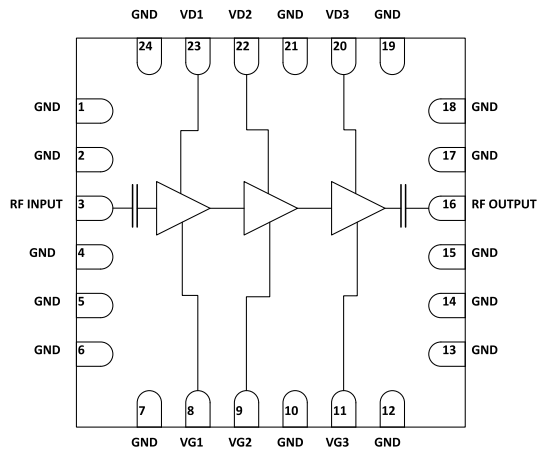 GND VD1 VD2 GND VD3 GND
24 23 22 21 20 19
GND 1
18 GND
GND 2
17 GND
RF INPUT 3
16 RF OUTPUT
GND 4
15 GND
GND 5
14 GND
GND 6
13 GND
7 8 9 10 11 12
GND VG1 VG2 GND VG3 GND